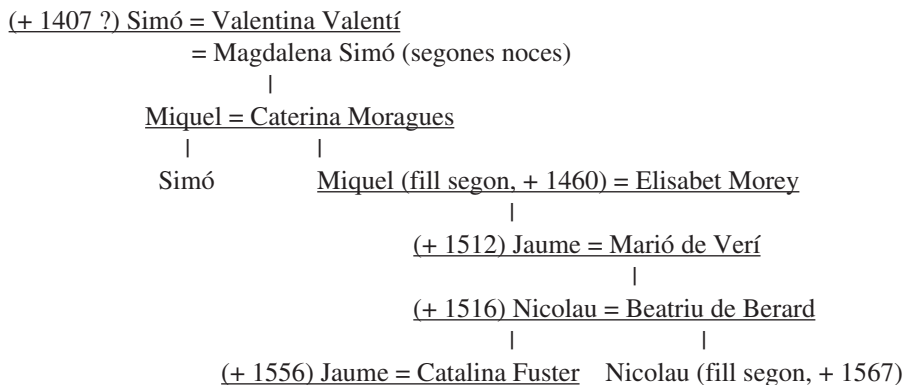 (+ 1407 ?) Simó = Valentina Valentí
= Magdalena Simó (segones noces)
|
Miquel = Caterina Moragues
| |
Simó Miquel (fill segon, + 1460) = Elisabet Morey
|
(+ 1512) Jaume = Marió de Verí
|
(+ 1516) Nicolau = Beatriu de Berard
| |
(+ 1556) Jaume = Catalina Fuster Nicolau (fill segon, + 1567)